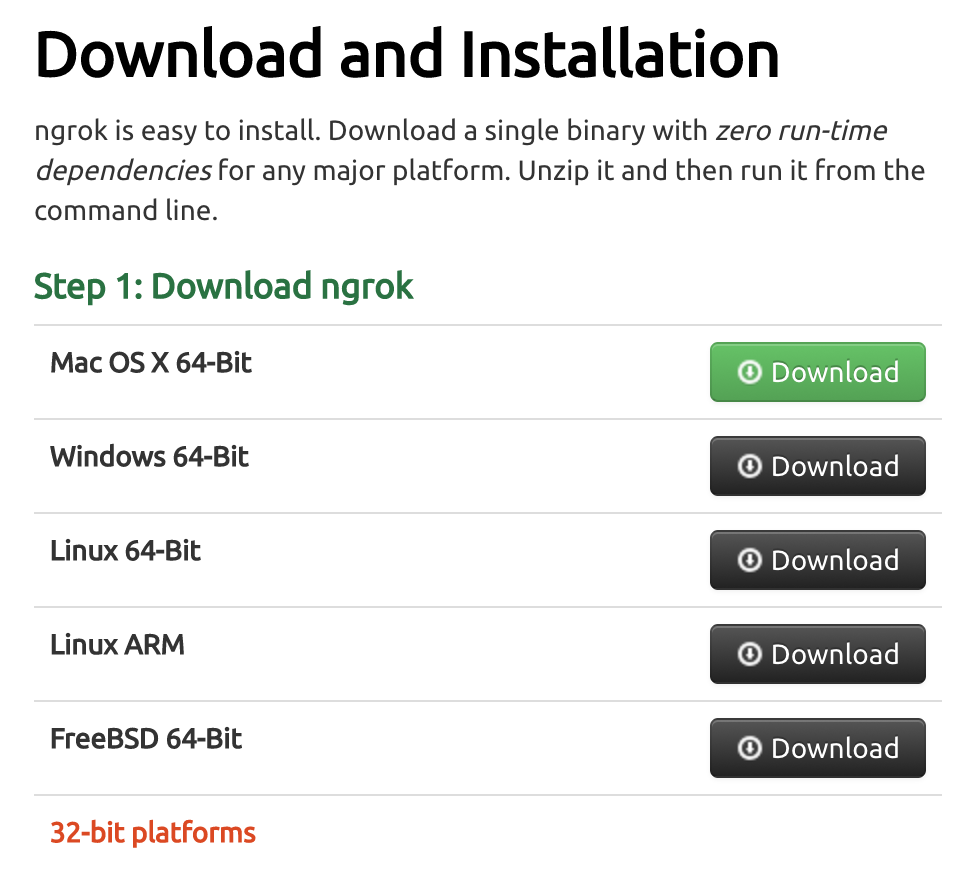 Download and Installation
ngrok is easy to install. Download a single binary with zero run-time
dependencies for any major platform. Unzip it and then run it from the
command line.
Step 1: Download ngrok
Mac OS X 64-Bit
Download
Windows 64-Bit
Download
Linux 64-Bit
Download
Linux ARM
Download
FreeBSD 64-Bit
Download
32-bit platforms